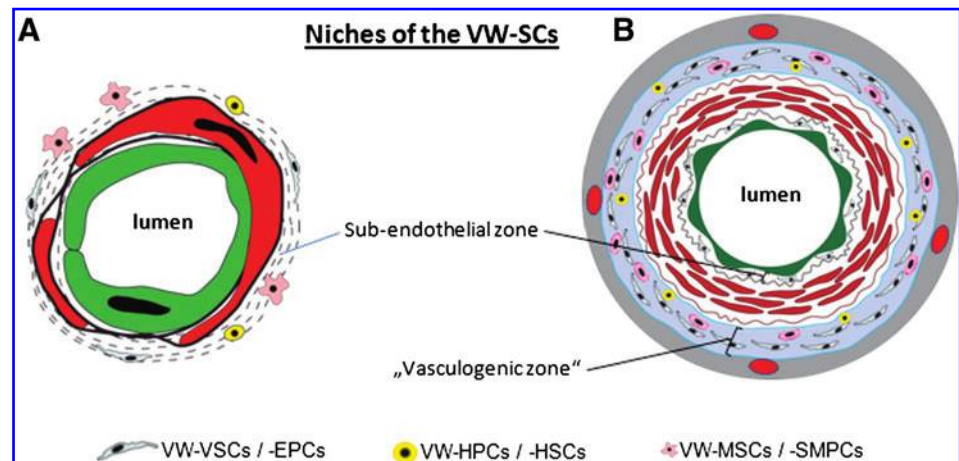 A
Niches of the VW-SCs
B
lumen
lumen
Sub-endothelial zone
„Vasculogenic zone“
VW-VSCs / -EPCs
VW-HPCs / -HSCs
VW-MSCs / -SMPCs